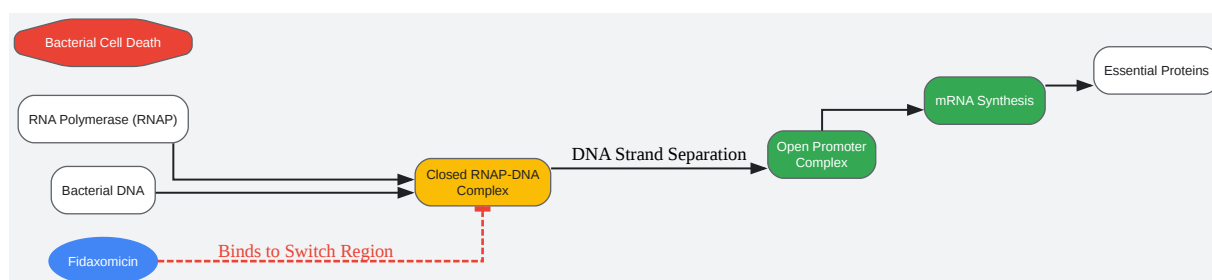 Bacterial Cell Death
RNA Polymerase (RNAP)
Bacterial DNA
Fidaxomicin
Binds to Switch Region
Closed RNAP-DNA
Complex
DNA Strand Separation
Open Promoter
Complex
mRNA Synthesis
Essential Proteins